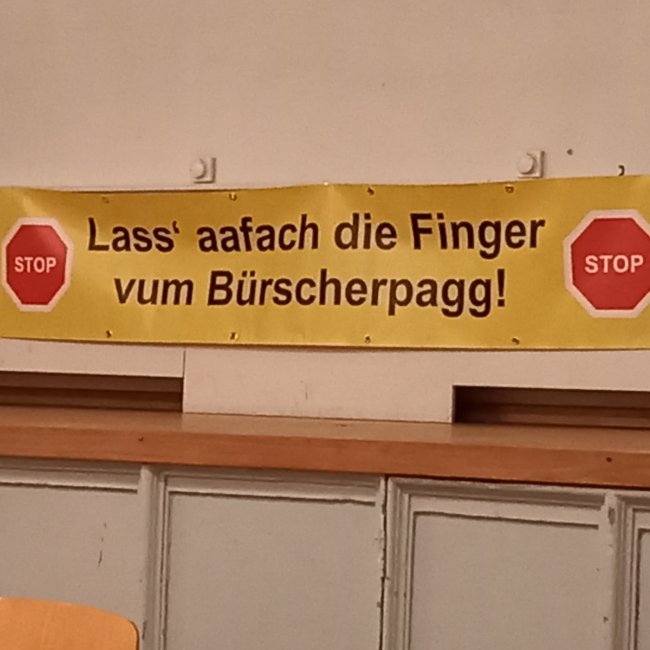 Lass‘ aafach die Finger
vum Bürscherpagg!
STOP
STOP